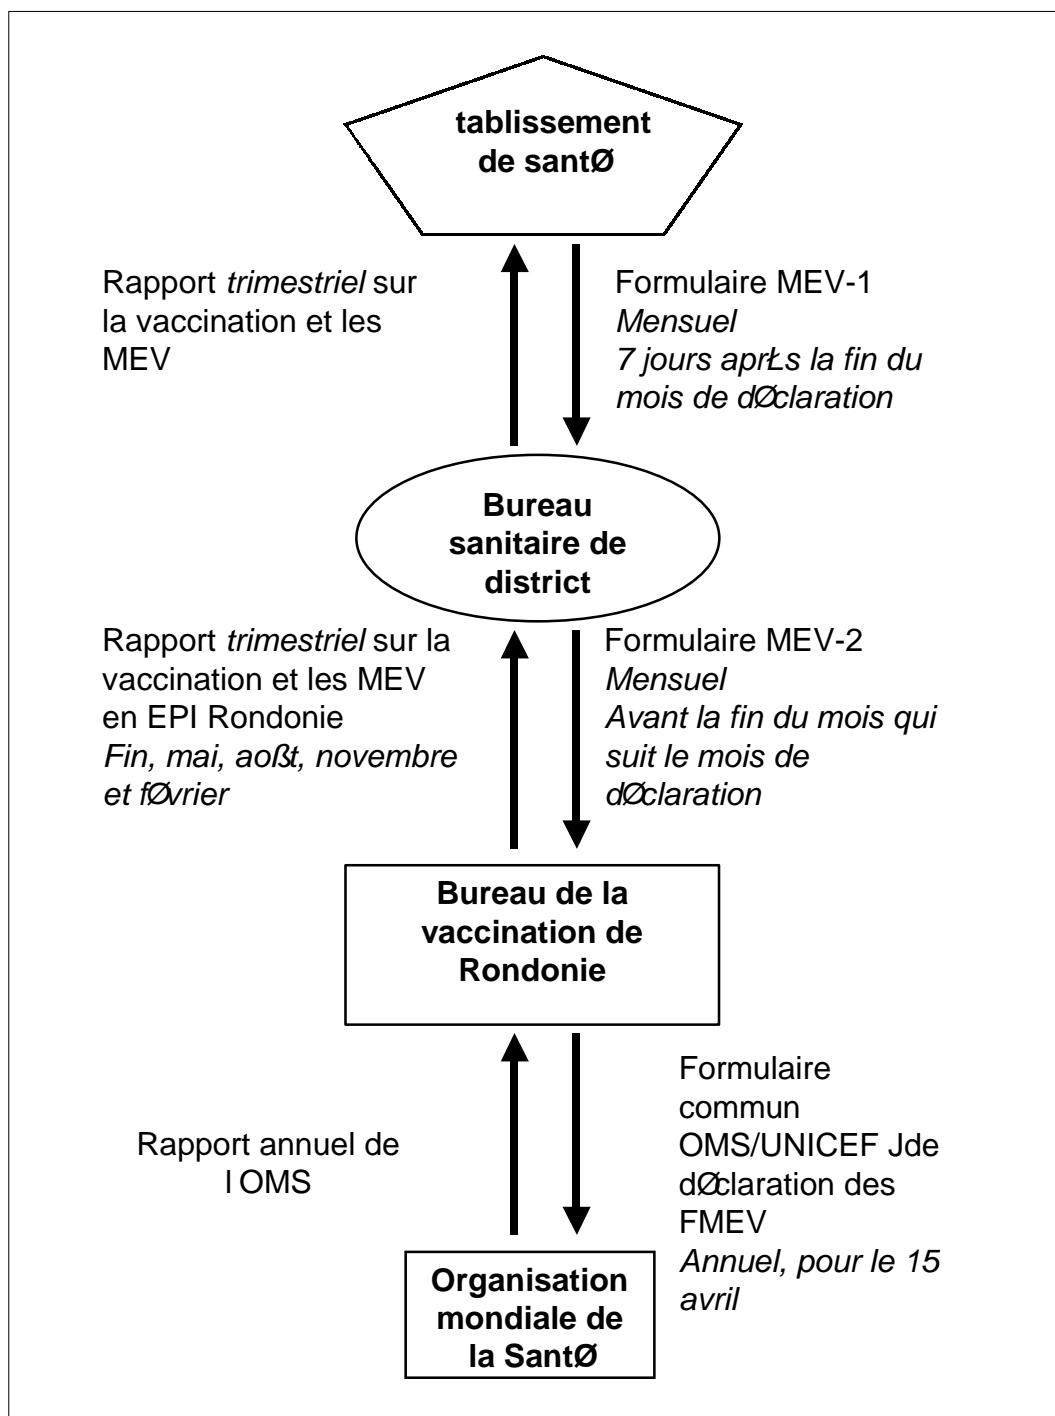 tablissement
de santØ
Rapport trimestriel sur
la vaccination et les
MEV
Formulaire MEV-1
Mensuel
7 jours aprŁs la fin du
mois de dØclaration
Bureau
sanitaire de
district
Rapport trimestriel sur la
vaccination et les MEV
en EPI Rondonie
Fin, mai, aoßt, novembre
et fØvrier
Formulaire MEV-2
Mensuel
Avant la fin du mois qui
suit le mois de
dØclaration
Bureau de la
vaccination de
Rondonie
Rapport annuel de
l OMS
Formulaire
commun
OMS/UNICEF Jde
dØclaration des
FMEV
Annuel, pour le 15
avril
Organisation
mondiale de
la SantØ